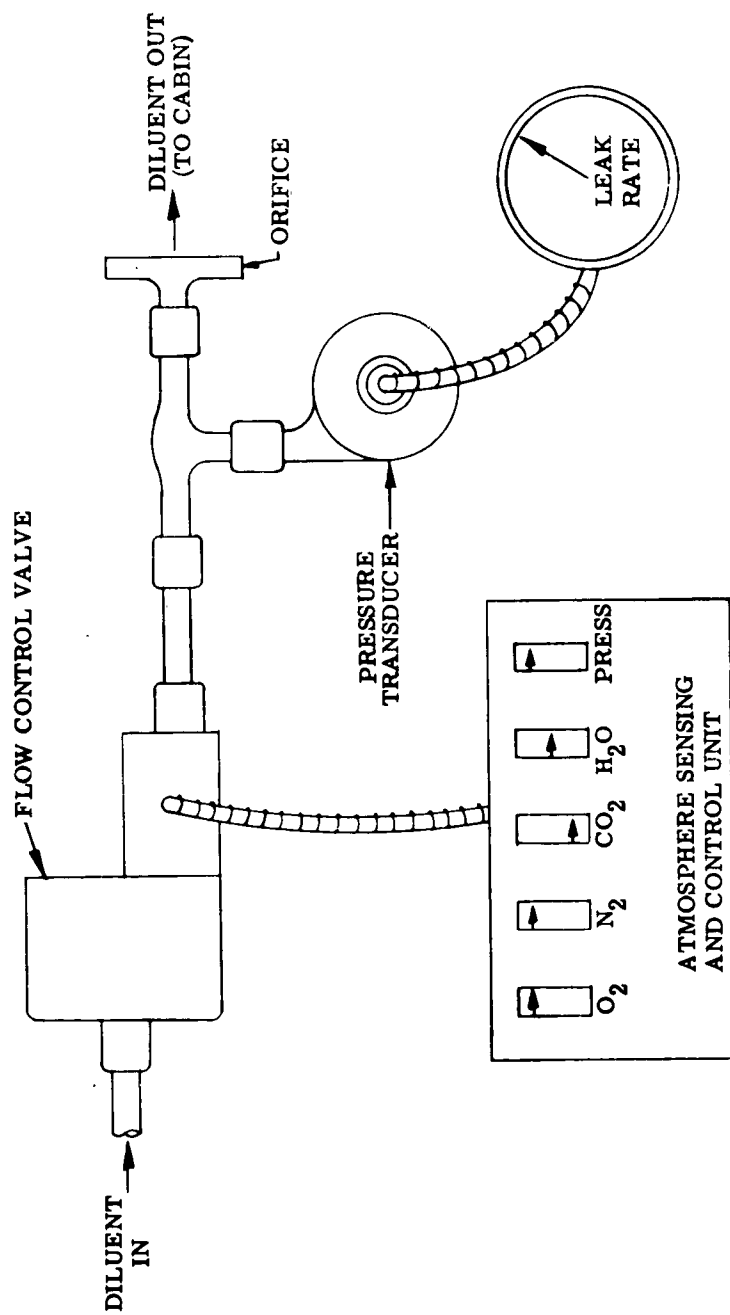 FLOW CONTROL VALVE
DILUENT OUT
(TO CABIN)
ORIFICE
DILUENT
IN
PRESSURE
TRANSDUCER
LEAK
RATE
O2
N2
CO2
H2O
PRESS
ATMOSPHERE SENSING
AND CONTROL UNIT